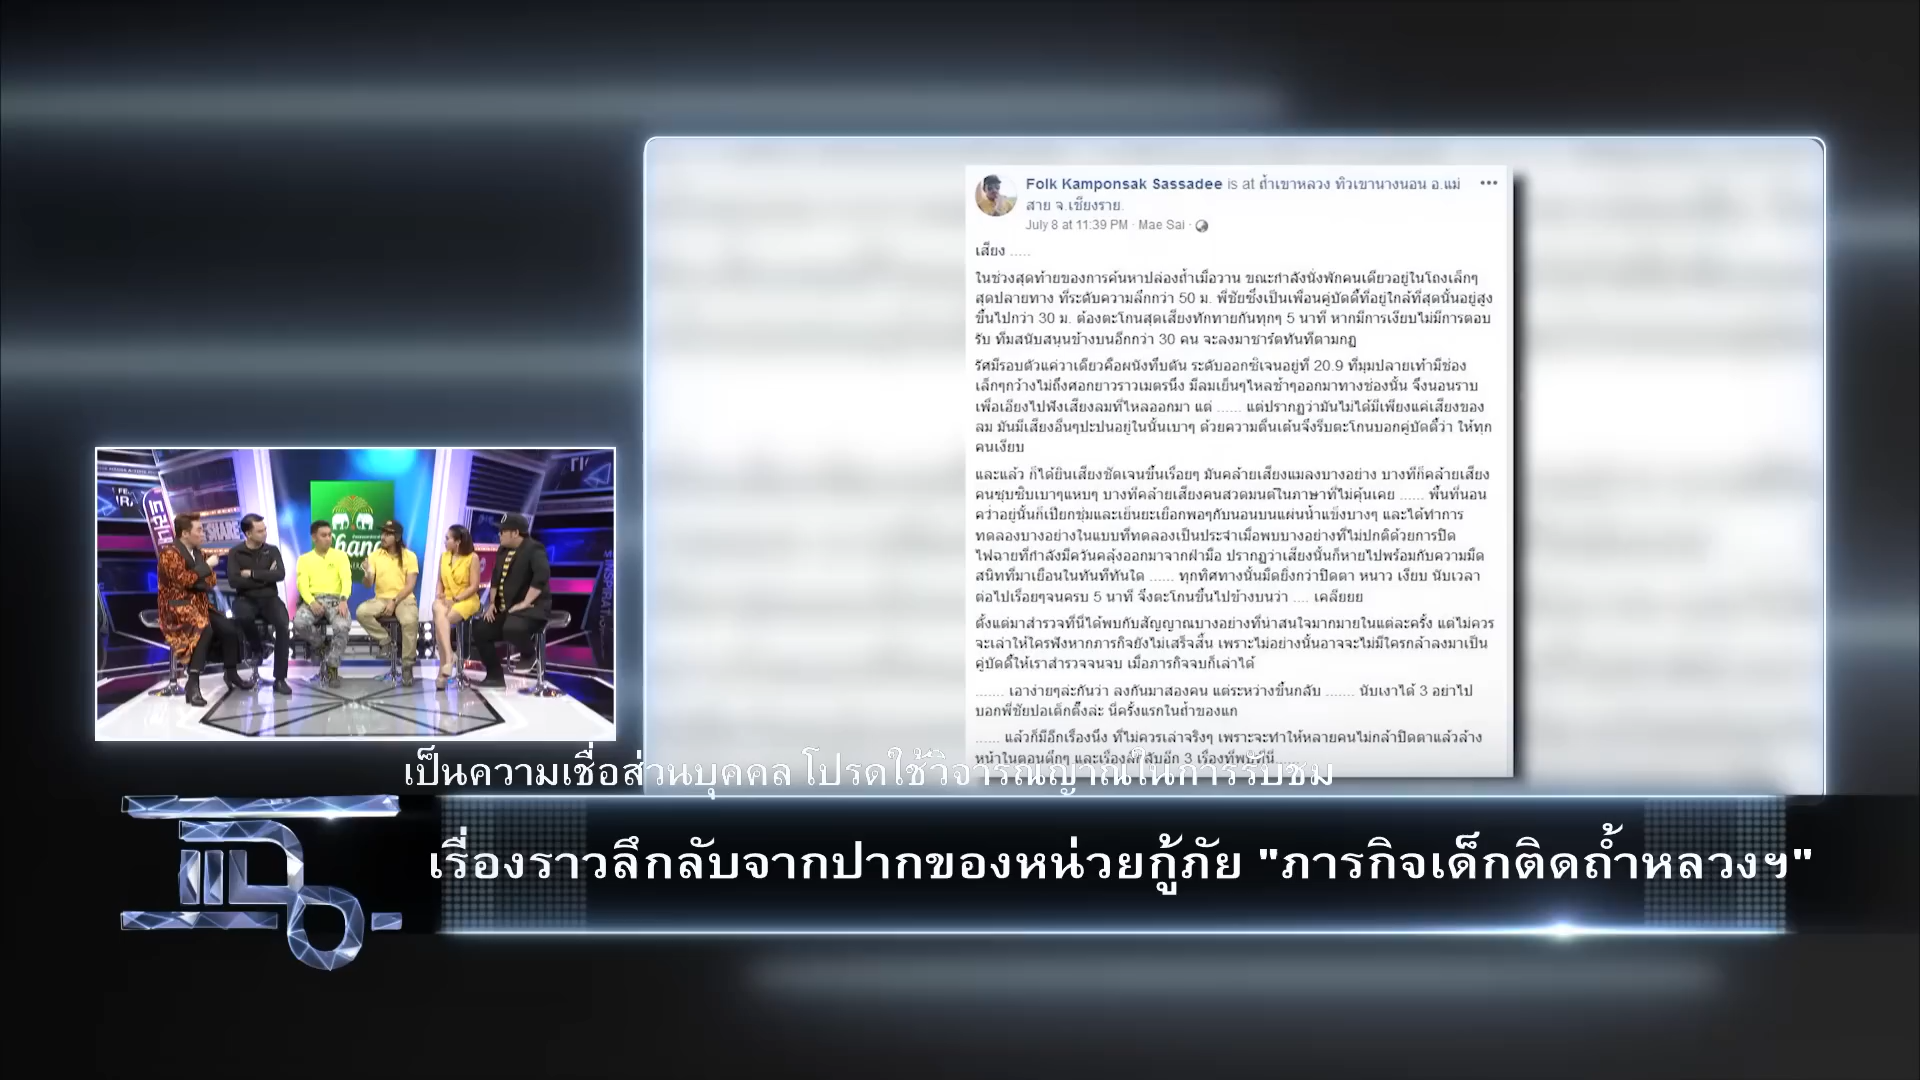 Folk Kamponsak Sassadee is at ถ้ำเขาหลวง ทิวเขานางนอน อ.แม่
สาย จ.เชียงราย.
July 8 at 11:39 PM · Mae Sai ·
เสียง .....
ในช่วงสุดท้ายของการค้นหาปล่องถ้ำเมื่อวาน ขณะกำลังนั่งพักคนเดียวอยู่ในโถงเล็กๆ
สุดปลายทาง ที่ระดับความลึกกว่า 50 ม. พี่ชัยซึ่งเป็นเพื่อนคู่บัดดี้ที่อยู่ใกล้ที่สุดนั้นอยู่สูง
ขึ้นไปกว่า 30 ม. ต้องตะโกนสุดเสียงทักทายกันทุกๆ 5 นาที หากมีการเงียบไม่มีการตอบ
รับ ทีมสนับสนุนข้างบนอีกกว่า 30 คน จะลงมาชาร์ตทันทีตามกฏ
รัศมีรอบตัวแค่วาเดียวคือผนังทึบตัน ระดับออกซิเจนอยู่ที่ 20.9 ที่มุมปลายเท้ามีช่อง
เล็กๆกว้างไม่ถึงศอกยาวราวเมตรนึง มีลมเย็นๆไหลช้าๆออกมาทางช่องนั้น จึงนอนราบ
เพื่อเอียงไปฟังเสียงลมที่ไหลออกมา แต่ ...... แต่ปรากฏว่ามันไม่ได้มีเพียงแค่เสียงของ
ลม มันมีเสียงอื่นๆปะปนอยู่ในนั้นเบาๆ ด้วยความตื่นเต้นจึงรีบตะโกนบอกคู่บัดดี้ว่า ให้ทุก
คนเงียบ
และแล้ว ก็ได้ยินเสียงชัดเจนขึ้นเรื่อยๆ มันคล้ายเสียงแมลงบางอย่าง บางทีก็คล้ายเสียง
คนซุบซิบเบาๆแหบๆ บางทีคล้ายเสียงคนสวดมนต์ในภาษาที่ไม่คุ้นเคย ...... พื้นที่นอน
คว่ำอยู่นั้นก็เปียกชุ่มและเย็นยะเยือกพอๆกับนอนบนแผ่นน้ำแข็งบางๆ และได้ทำการ
ทดลองบางอย่างในแบบที่ทดลองเป็นประจำเมื่อพบบางอย่างที่ไม่ปกติด้วยการปิด
ไฟฉายที่กำลังมีควันคลุ้งออกมาจากฝ่ามือ ปรากฏว่าเสียงนั้นก็หายไปพร้อมกับความมืด
สนิทที่มาเยือนในทันทีทันใด ...... ทุกทิศทางนั้นมืดยิ่งกว่าปิดตา หนาว เงียบ นับเวลา
ต่อไปเรื่อยๆจนครบ 5 นาที จึงตะโกนขึ้นไปข้างบนว่า .... เคลียยย
ตั้งแต่มาสำรวจที่นี่ได้พบกับสัญญาณบางอย่างที่น่าสนใจมากมายในแต่ละครั้ง แต่ไม่ควร
จะเล่าให้ใครฟังหากภารกิจยังไม่เสร็จสิ้น เพราะไม่อย่างนั้นอาจจะไม่มีใครกล้าลงมาเป็น
คู่บัดดี้ให้เราสำรวจจนจบ เมื่อภารกิจจบก็เล่าได้
....... เอาง่ายๆล่ะกันว่า ลงกันมาสองคน แต่ระหว่างขึ้นกลับ ....... นับเงาได้ 3 อย่าไป
บอกพี่ชัยปอเต็กตึ๊งล่ะ นี่ครั้งแรกในถ้ำของแก
...... แล้วก็มีอีกเรื่องนึง ที่ไม่ควรเล่าจริงๆ เพราะจะทำให้หลายคนไม่กล้าปิดตาแล้วล้าง
หน้าในตอนดึกๆ และเรื่องลึกลับอีก 3 เรื่องที่พบที่นี่......
เป็นความเชื่อส่วนบุคคล โปรดใช้วิจารณญาณในการรับชม
แฉ.
เรื่องราวลึกลับจากปากของหน่วยกู้ภัย "ภารกิจเด็กติดถ้ำหลวงฯ"